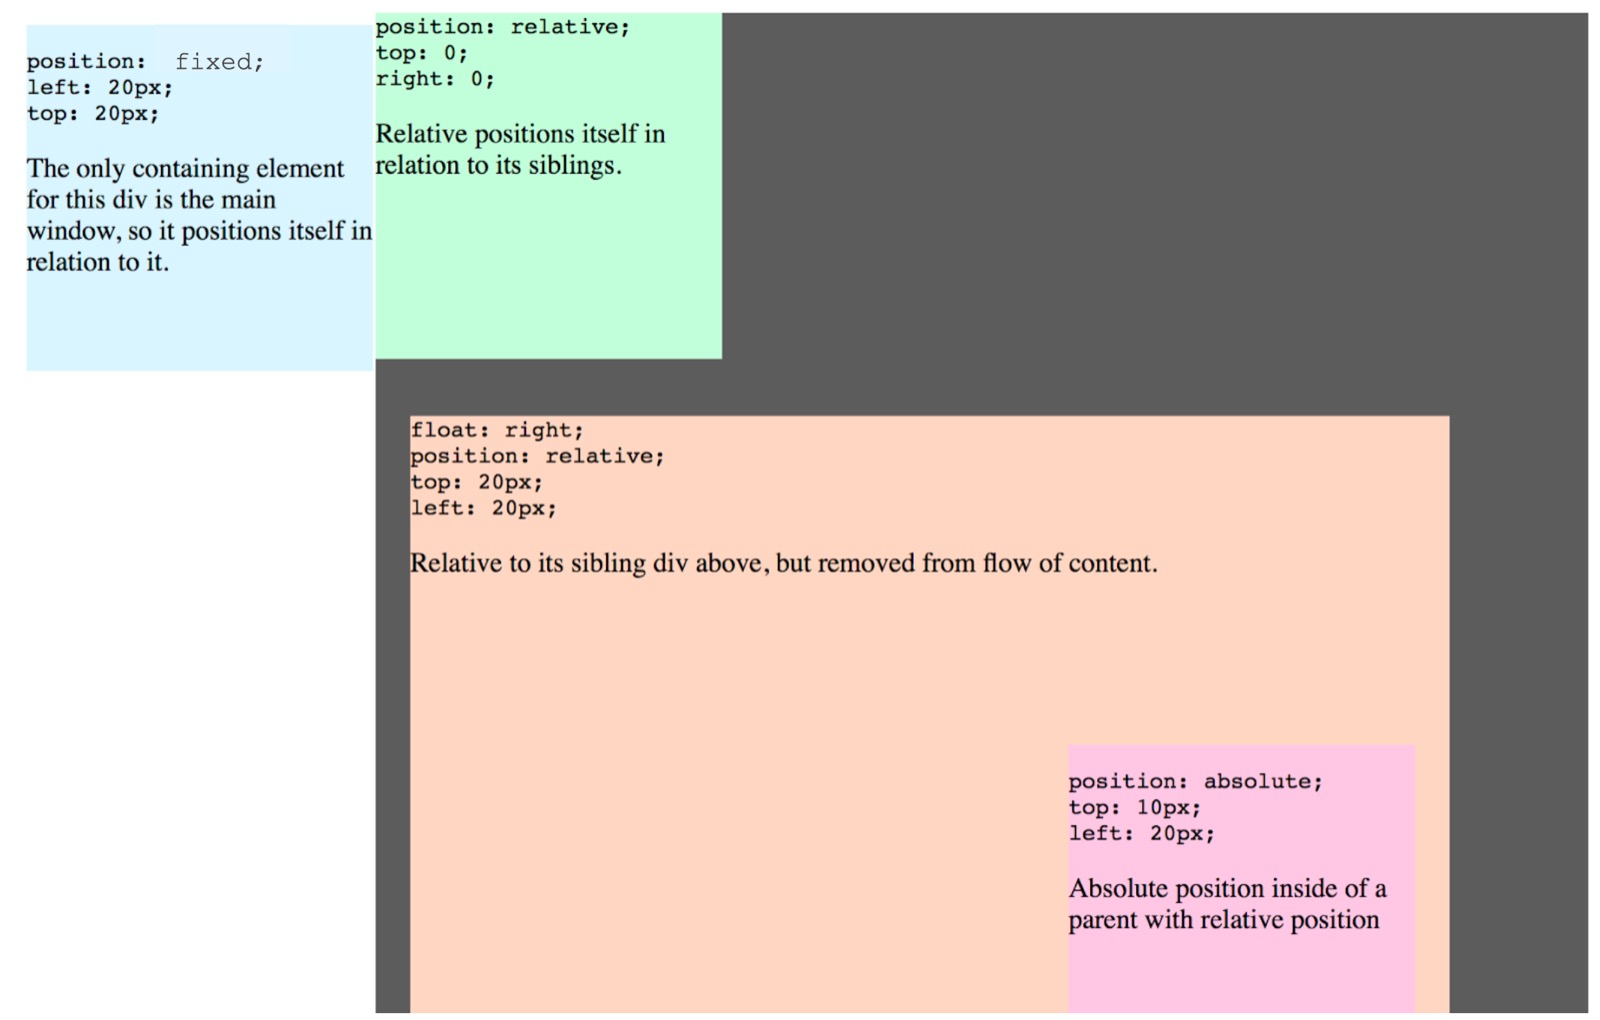 position: fixed;
left: 20px;
top: 20px;
The only containing element
for this div is the main
window, so it positions itself in
relation to it.
position: relative;
top: 0;
right: 0;
Relative positions itself in
relation to its siblings.
float: right;
position: relative;
top: 20px;
left: 20px;
Relative to its sibling div above, but removed from flow of content.
position: absolute;
top: 10px;
left: 20px;
Absolute position inside of a
parent with relative position